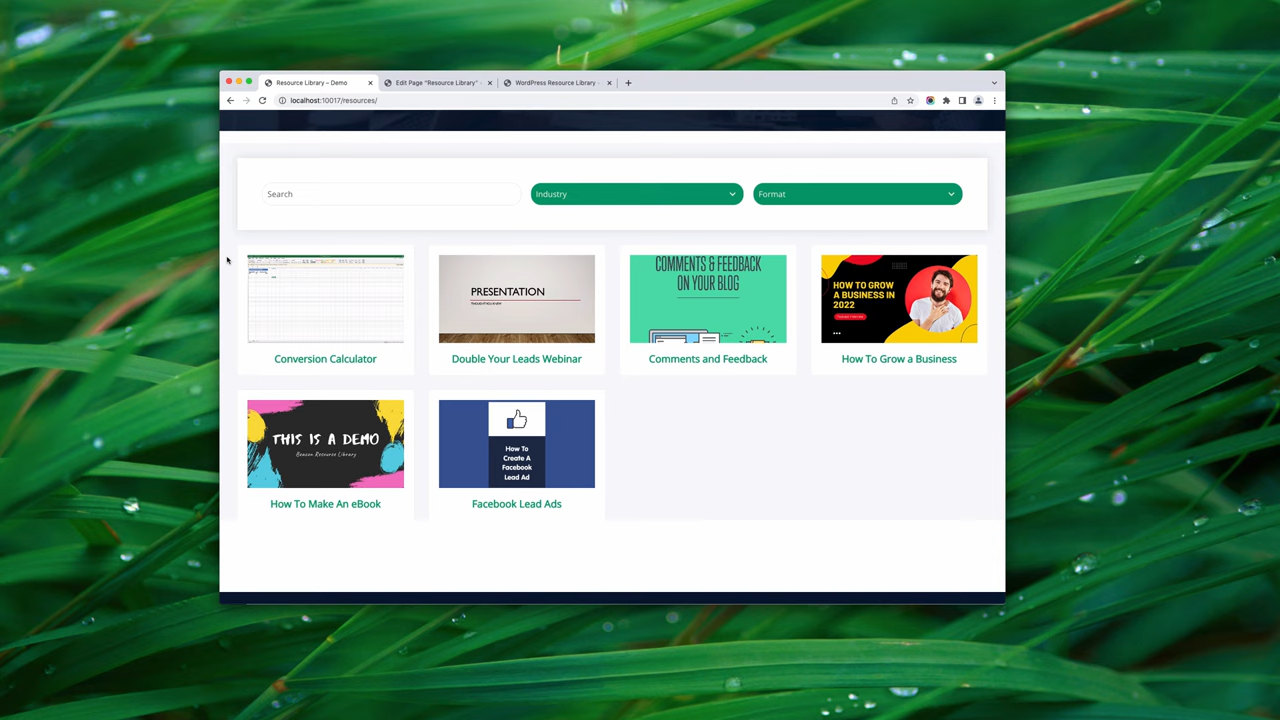 Resource Library – Demo
Edit Page "Resource Library" -
WordPress Resource Library -
localhost:10017/resources/
Search
Industry
Format
PRESENTATION
COMMENTS & FEEDBACK
ON YOUR BLOG
HOW TO GROW
A BUSINESS IN
2022
Conversion Calculator
Double Your Leads Webinar
Comments and Feedback
How To Grow a Business
THIS IS A DEMO
Beacon Resource Library
How To
Create A
Facebook
Lead Ad
How To Make An eBook
Facebook Lead Ads